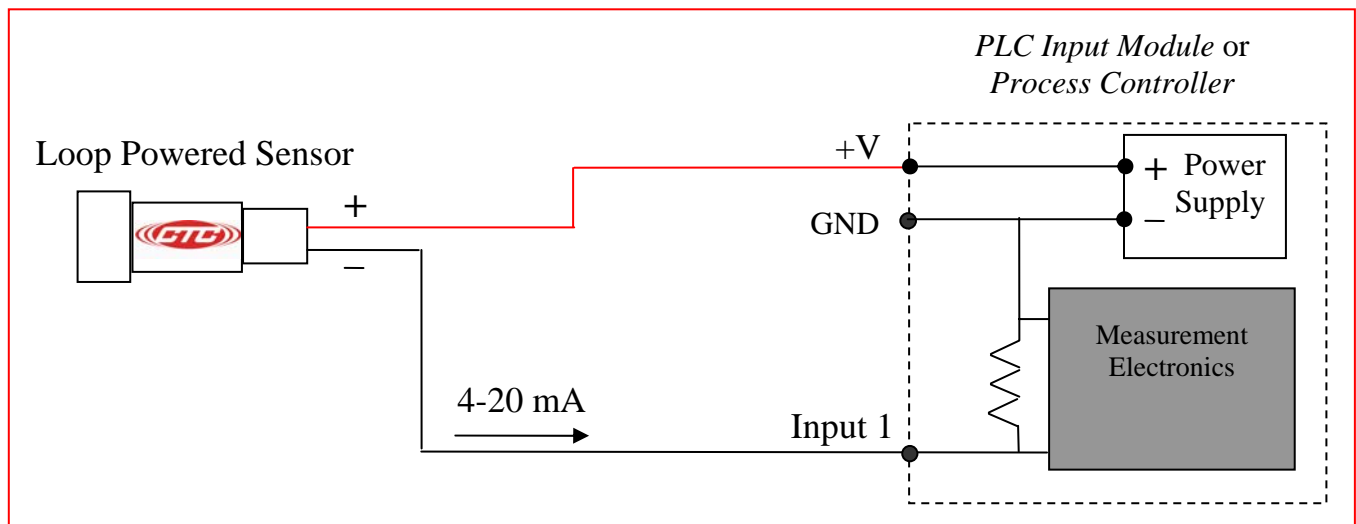 PLC Input Module or
Process Controller
Loop Powered Sensor
+V
+ Power
Supply
+
GND
−
CTC
−
Measurement
Electronics
4-20 mA
Input 1